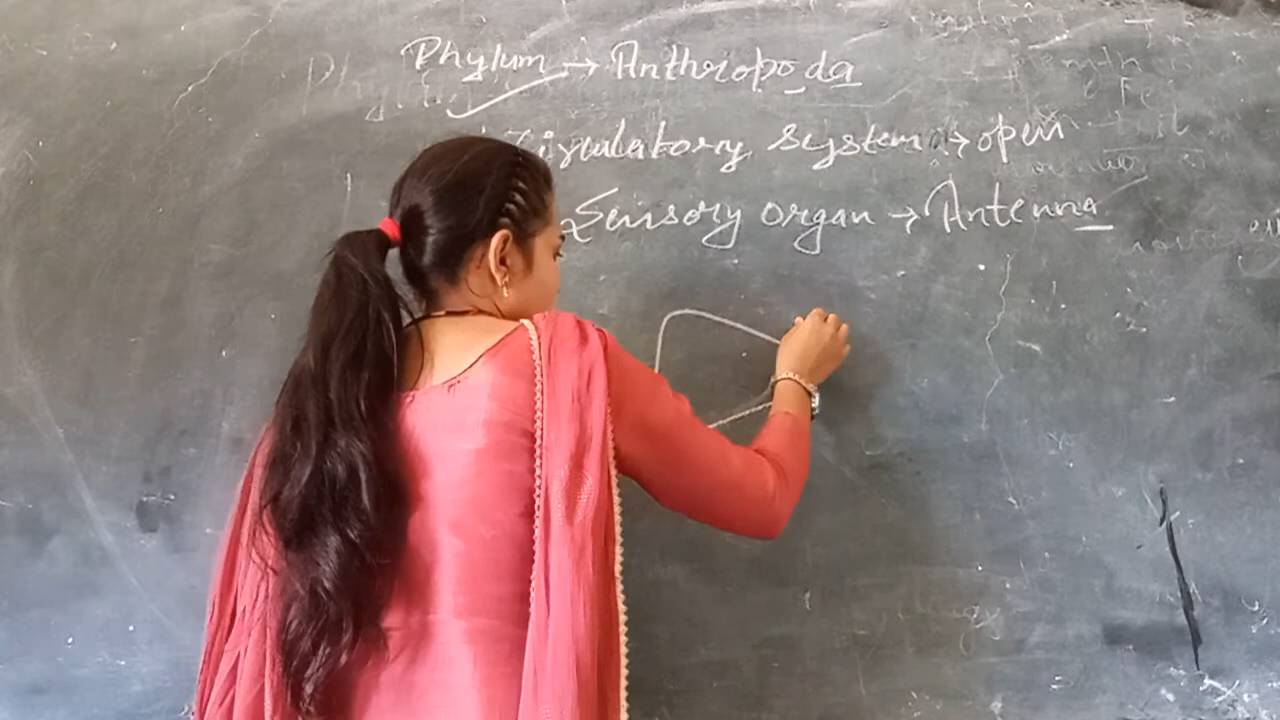 Phylum → Anthropoda
Circulatory system → open
Sensory organ → Antenna